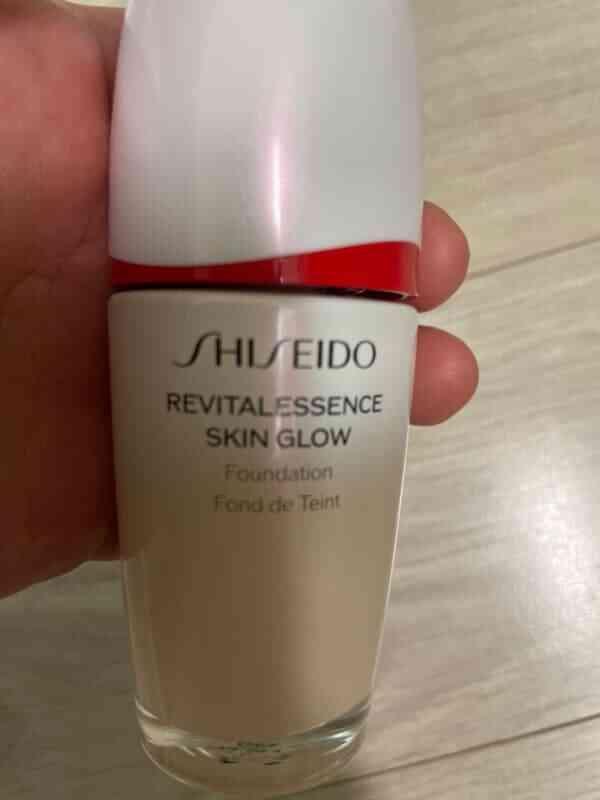 SHISEIDO
REVITALESSENCE
SKIN GLOW
Foundation
Fond de Teint